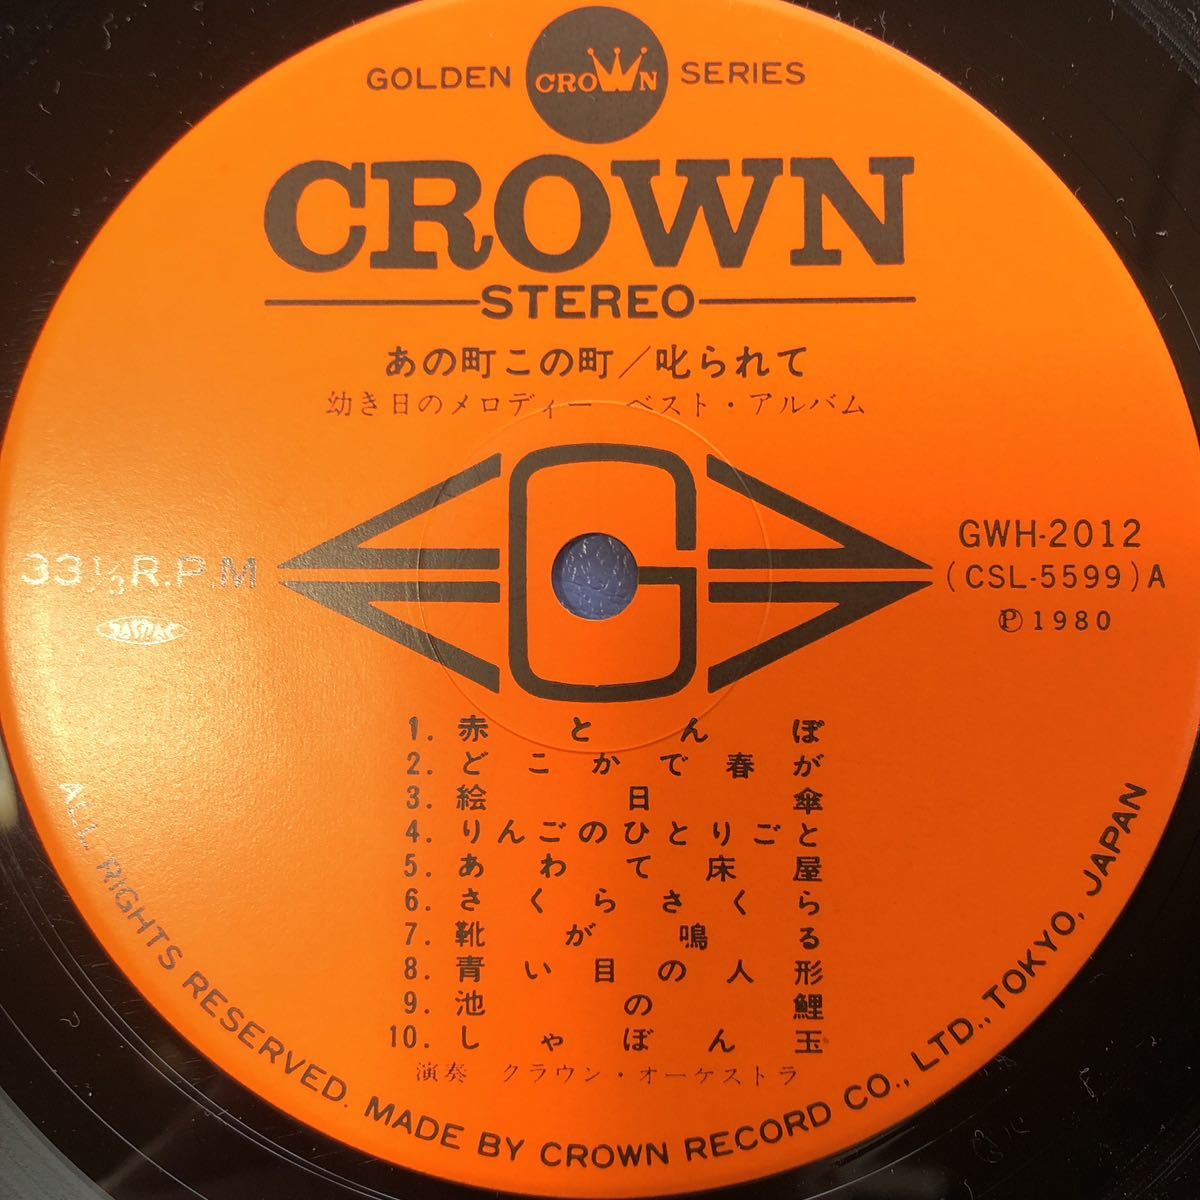 GOLDEN CROWN SERIES
CROWN
STEREO
あの町この町/叱られて
幼き日のメロディー ベスト・アルバム
G
33⅓ R.P.M
JASRAC
GWH-2012
(CSL-5599) A
Ⓟ1980
1. 赤とんぼ
2. どこかで春が
3. 絵日傘
4. りんごのひとりごと
5. あわて床屋
6. さくらさくら
7. 靴が鳴る
8. 青い目の人形
9. 池の鯉
10. しゃぼん玉
演奏 クラウン・オーケストラ
ALL RIGHTS RESERVED. MADE BY CROWN RECORD CO., LTD., TOKYO, JAPAN